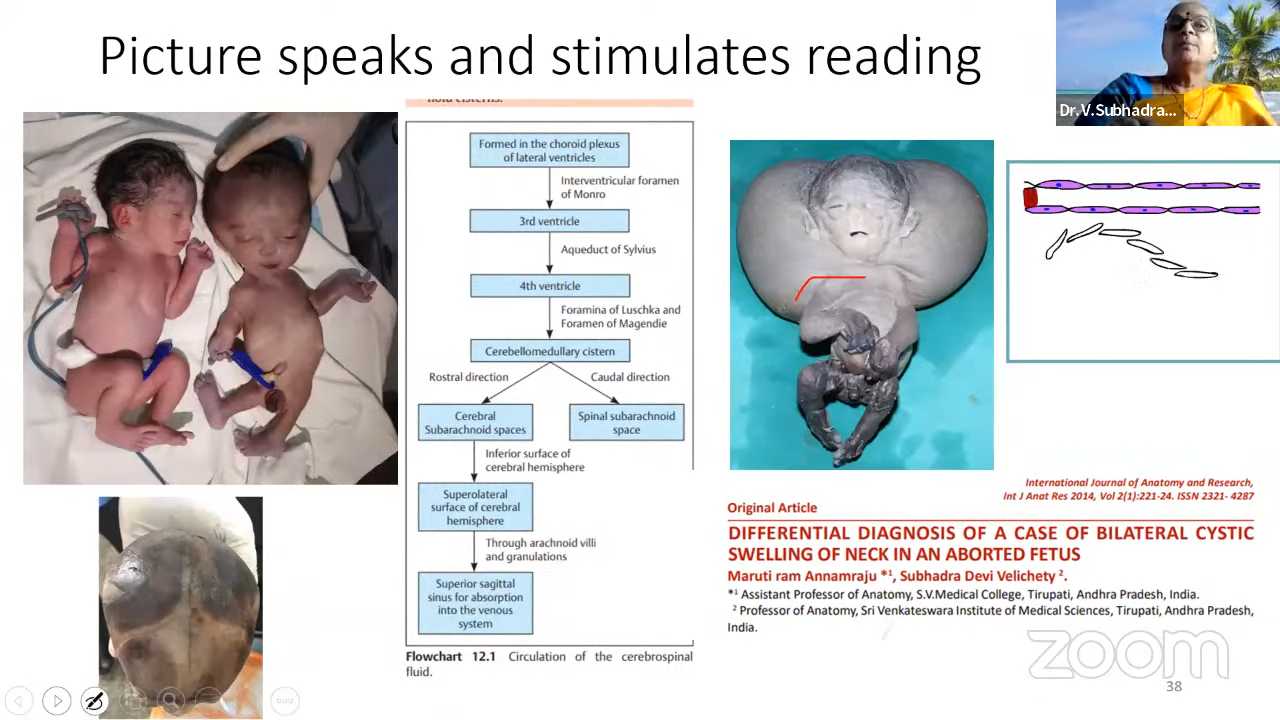 Picture speaks and stimulates reading
Dr.V.Subhadra...
Formed in the choroid plexus
of lateral ventricles
Interventricular foramen
of Monro
3rd ventricle
Aqueduct of Sylvius
4th ventricle
Foramina of Luschka and
Foramen of Magendie
Cerebellomedullary cistern
Rostral direction
Caudal direction
Cerebral
Subarachnoid spaces
Spinal subarachnoid
space
Inferior surface of
cerebral hemisphere
Superolateral
surface of cerebral
hemisphere
Through arachnoid villi
and granulations
Superior sagittal
sinus for absorption
into the venous
system
Flowchart 12.1 Circulation of the cerebrospinal
fluid.
International Journal of Anatomy and Research,
Int J Anat Res 2014, Vol 2(1):221-24. ISSN 2321- 4287
Original Article
DIFFERENTIAL DIAGNOSIS OF A CASE OF BILATERAL CYSTIC
SWELLING OF NECK IN AN ABORTED FETUS
Maruti ram Annamraju *¹, Subhadra Devi Velichety ².
*¹ Assistant Professor of Anatomy, S.V.Medical College, Tirupati, Andhra Pradesh, India.
² Professor of Anatomy, Sri Venkateswara Institute of Medical Sciences, Tirupati, Andhra Pradesh,
India.
zoom
38